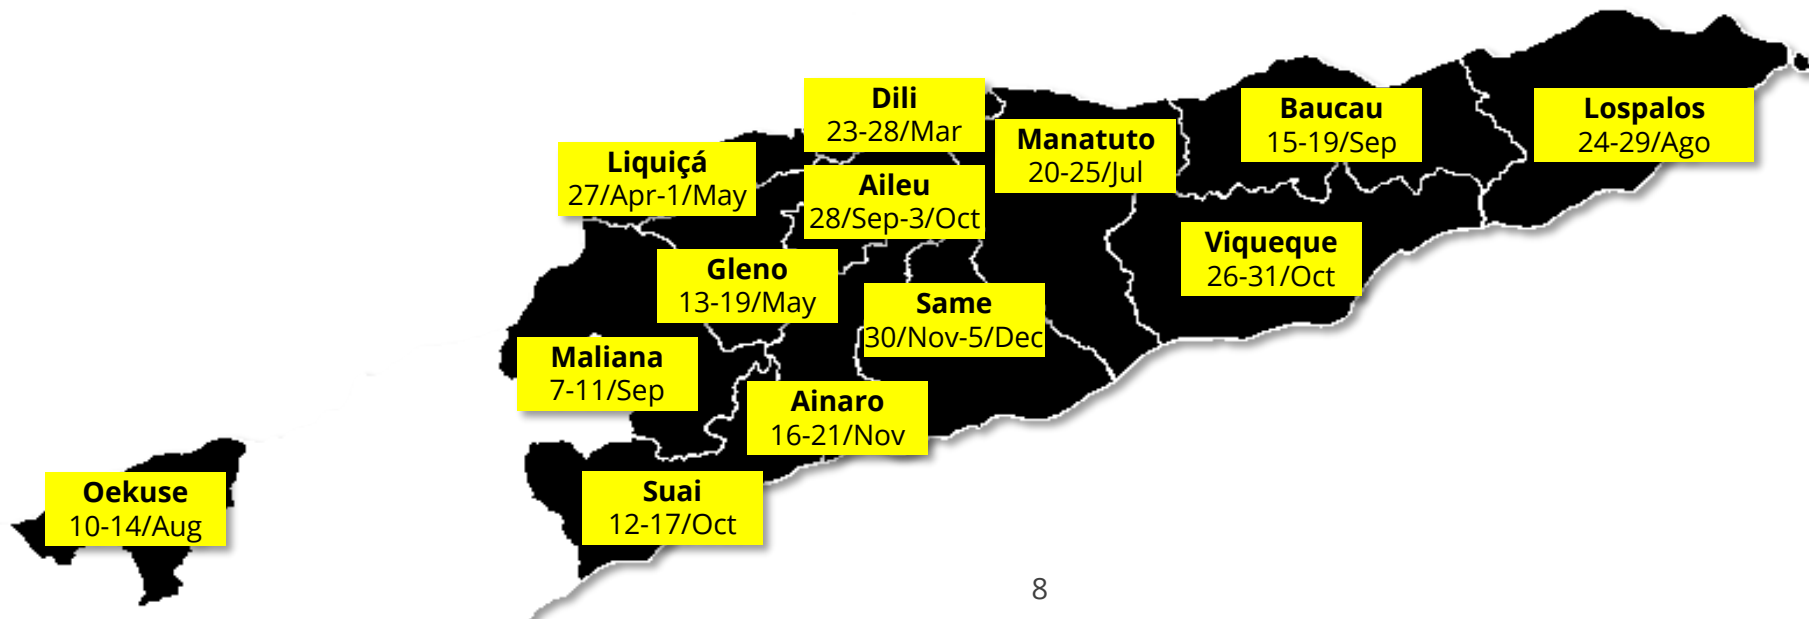 Dili
23-28/Mar
Baucau
15-19/Sep
Lospalos
24-29/Ago
Manatuto
20-25/Jul
Liquiçá
27/Apr-1/May
Aileu
28/Sep-3/Oct
Viqueque
26-31/Oct
Gleno
13-19/May
Same
30/Nov-5/Dec
Maliana
7-11/Sep
Ainaro
16-21/Nov
Oekuse
10-14/Aug
Suai
12-17/Oct
8